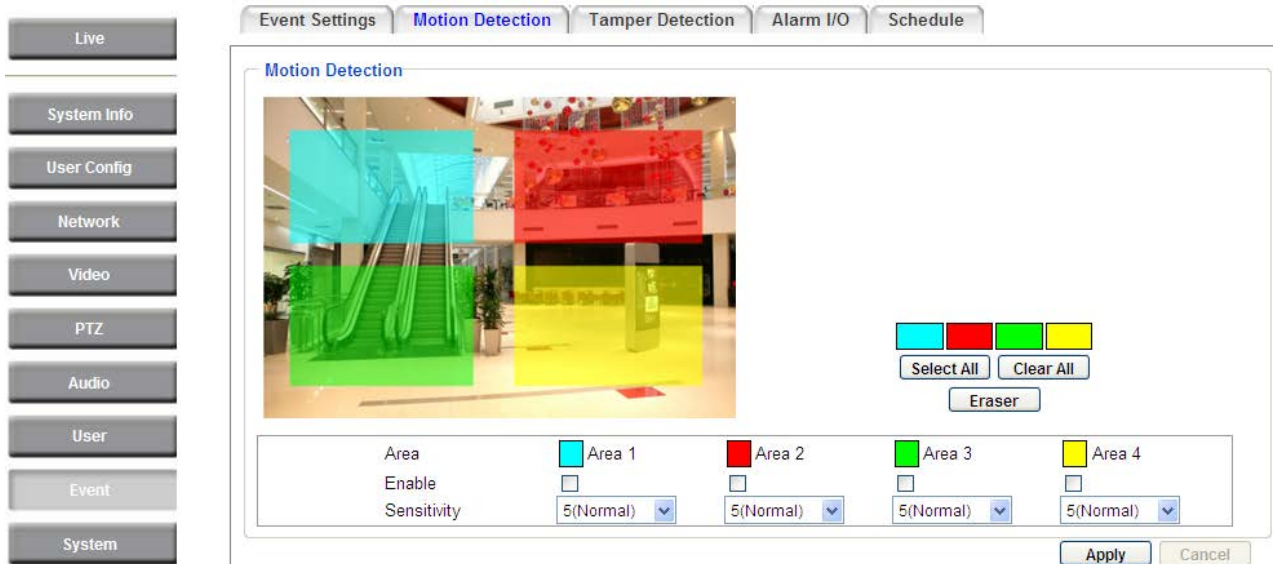 Live
System Info
User Config
Network
Video
PTZ
Audio
User
Event
System
Event Settings
Motion Detection
Tamper Detection
Alarm I/O
Schedule
Motion Detection
Select All
Clear All
Eraser
Area Area 1 Area 2 Area 3 Area 4
Enable
Sensitivity 5(Normal) 5(Normal) 5(Normal) 5(Normal)
Apply Cancel